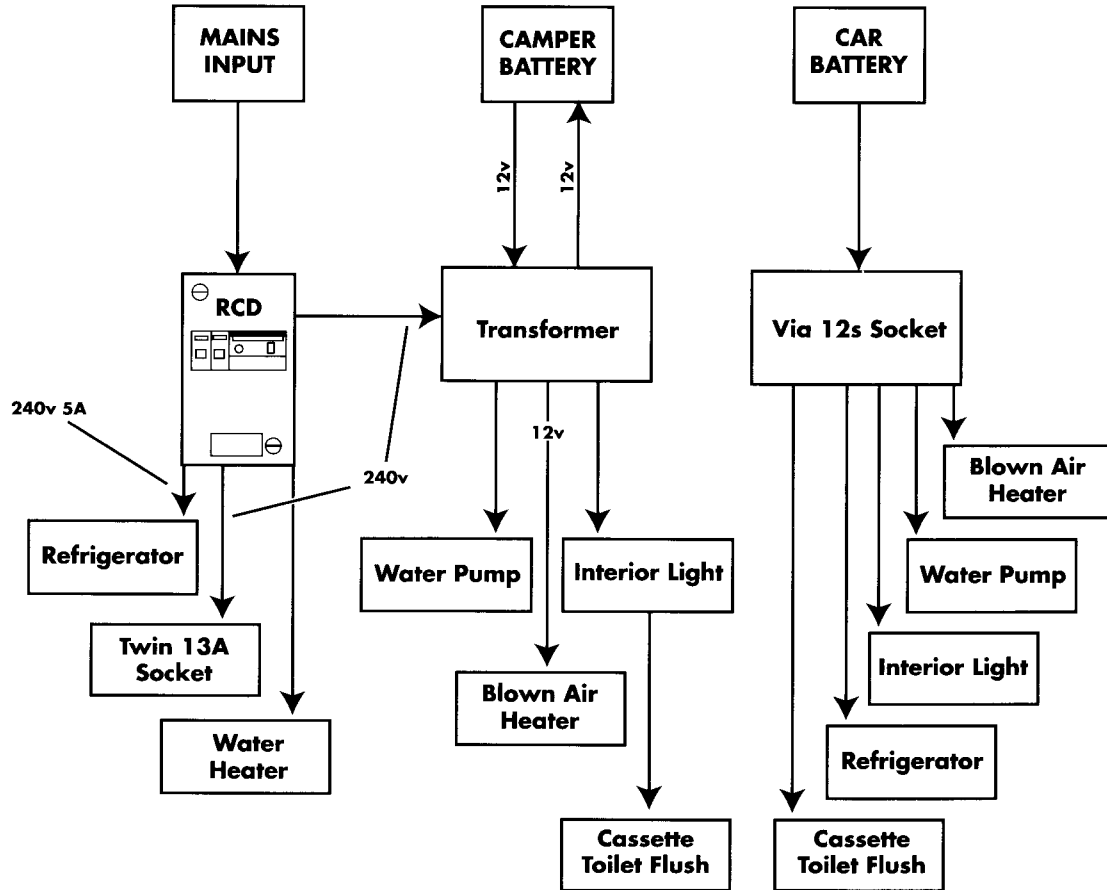 MAINS
INPUT
CAMPER
BATTERY
CAR
BATTERY
12v
12v
RCD
Transformer
Via 12s Socket
240v 5A
12v
240v
Blown Air
Heater
Refrigerator
Water Pump
Interior Light
Water Pump
Twin 13A
Socket
Interior Light
Blown Air
Heater
Water
Heater
Refrigerator
Cassette
Toilet Flush
Cassette
Toilet Flush